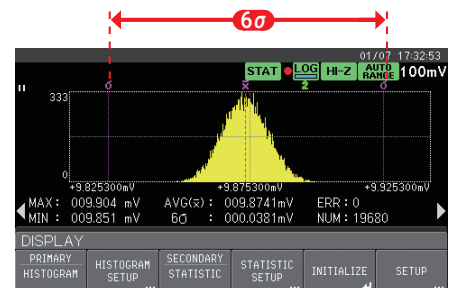 6σ
01/07 17:32:53
STAT LOG HI-Z AUTO RANGE 100mV
σ x̄ 2 σ
333
0
+9.825300mV +9.875300mV +9.925300mV
MAX: 009.904 mV AVG(x̄): 009.8741mV ERR: 0
MIN : 009.851 mV 6σ : 000.0381mV NUM: 19680
DISPLAY
PRIMARY HISTOGRAM
HISTOGRAM SETUP ...
SECONDARY STATISTIC
STATISTIC SETUP ...
INITIALIZE
SETUP ...